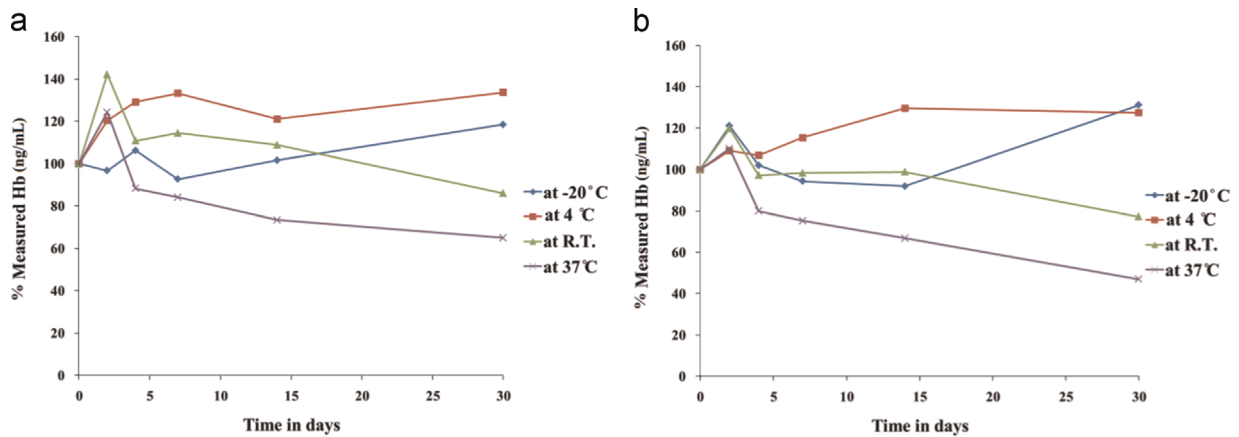 a
% Measured Hb (ng/mL)
160
140
120
100
80
60
40
20
0
0 5 10 15 20 25 30
Time in days
at -20°C
at 4 ℃
at R.T.
at 37℃
b
% Measured Hb (ng/mL)
160
140
120
100
80
60
40
20
0
0 5 10 15 20 25 30
Time in days
at -20°C
at 4 ℃
at R.T.
at 37℃